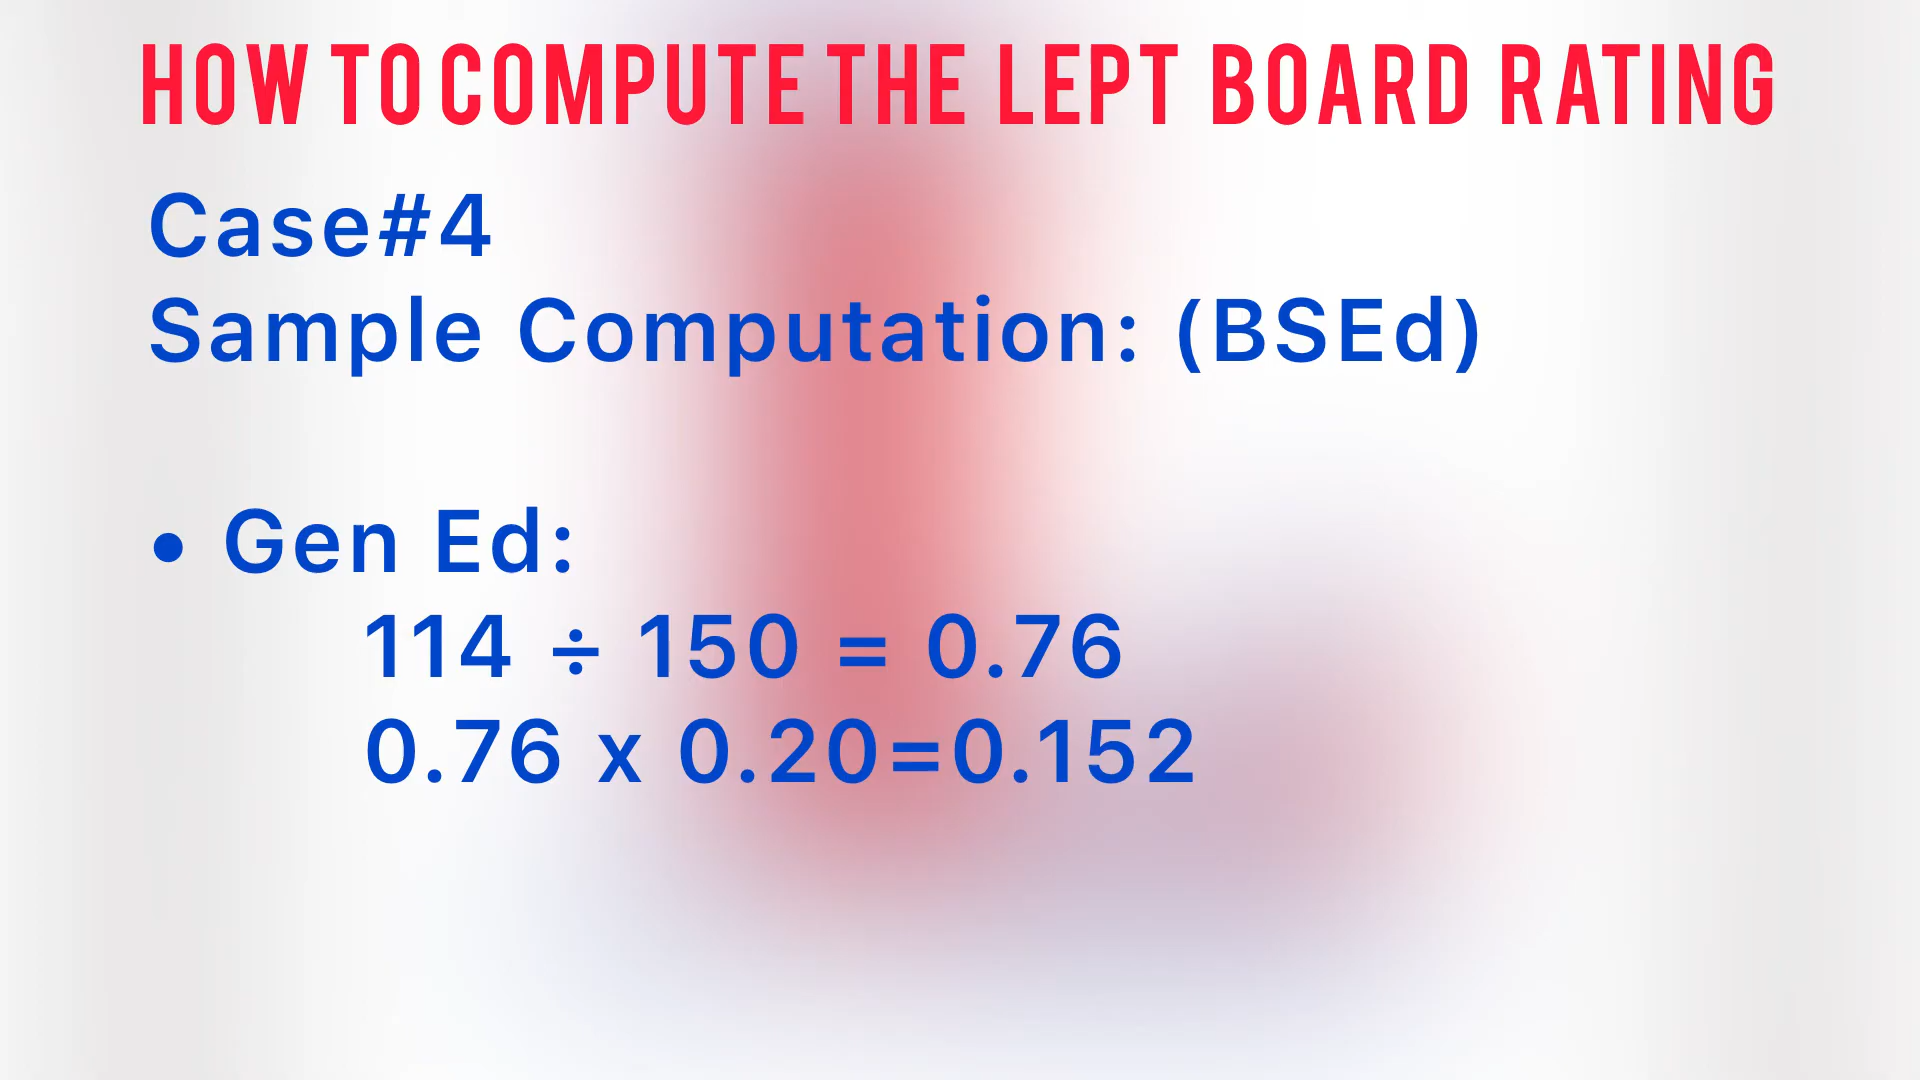 HOW TO COMPUTE THE LEPT BOARD RATING
Case#4
Sample Computation: (BSEd)
• Gen Ed:
114 ÷ 150 = 0.76
0.76 x 0.20=0.152